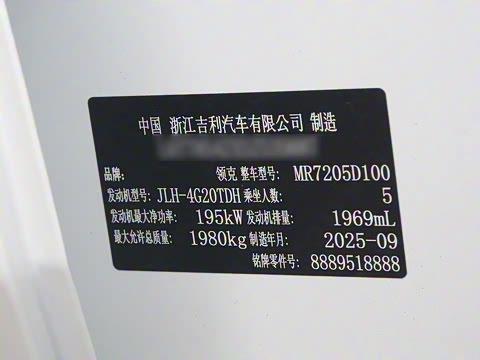 中国 浙江吉利汽车有限公司 制造
品牌: 领克 整车型号: MR7205D100
发动机型号: JLH-4G20TDH 乘坐人数: 5
发动机最大净功率: 195kW 发动机排量: 1969mL
最大允许总质量: 1980kg 制造年月: 2025-09
铭牌零件号: 8889518888